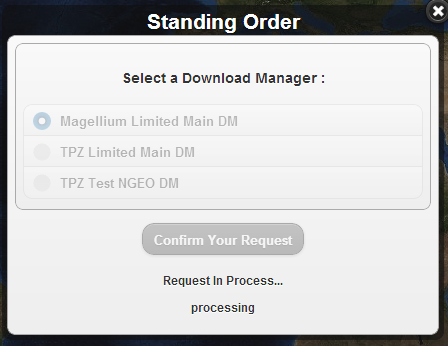 Standing Order
Select a Download Manager :
Magellium Limited Main DM
TPZ Limited Main DM
TPZ Test NGEO DM
Confirm Your Request
Request In Process...
processing